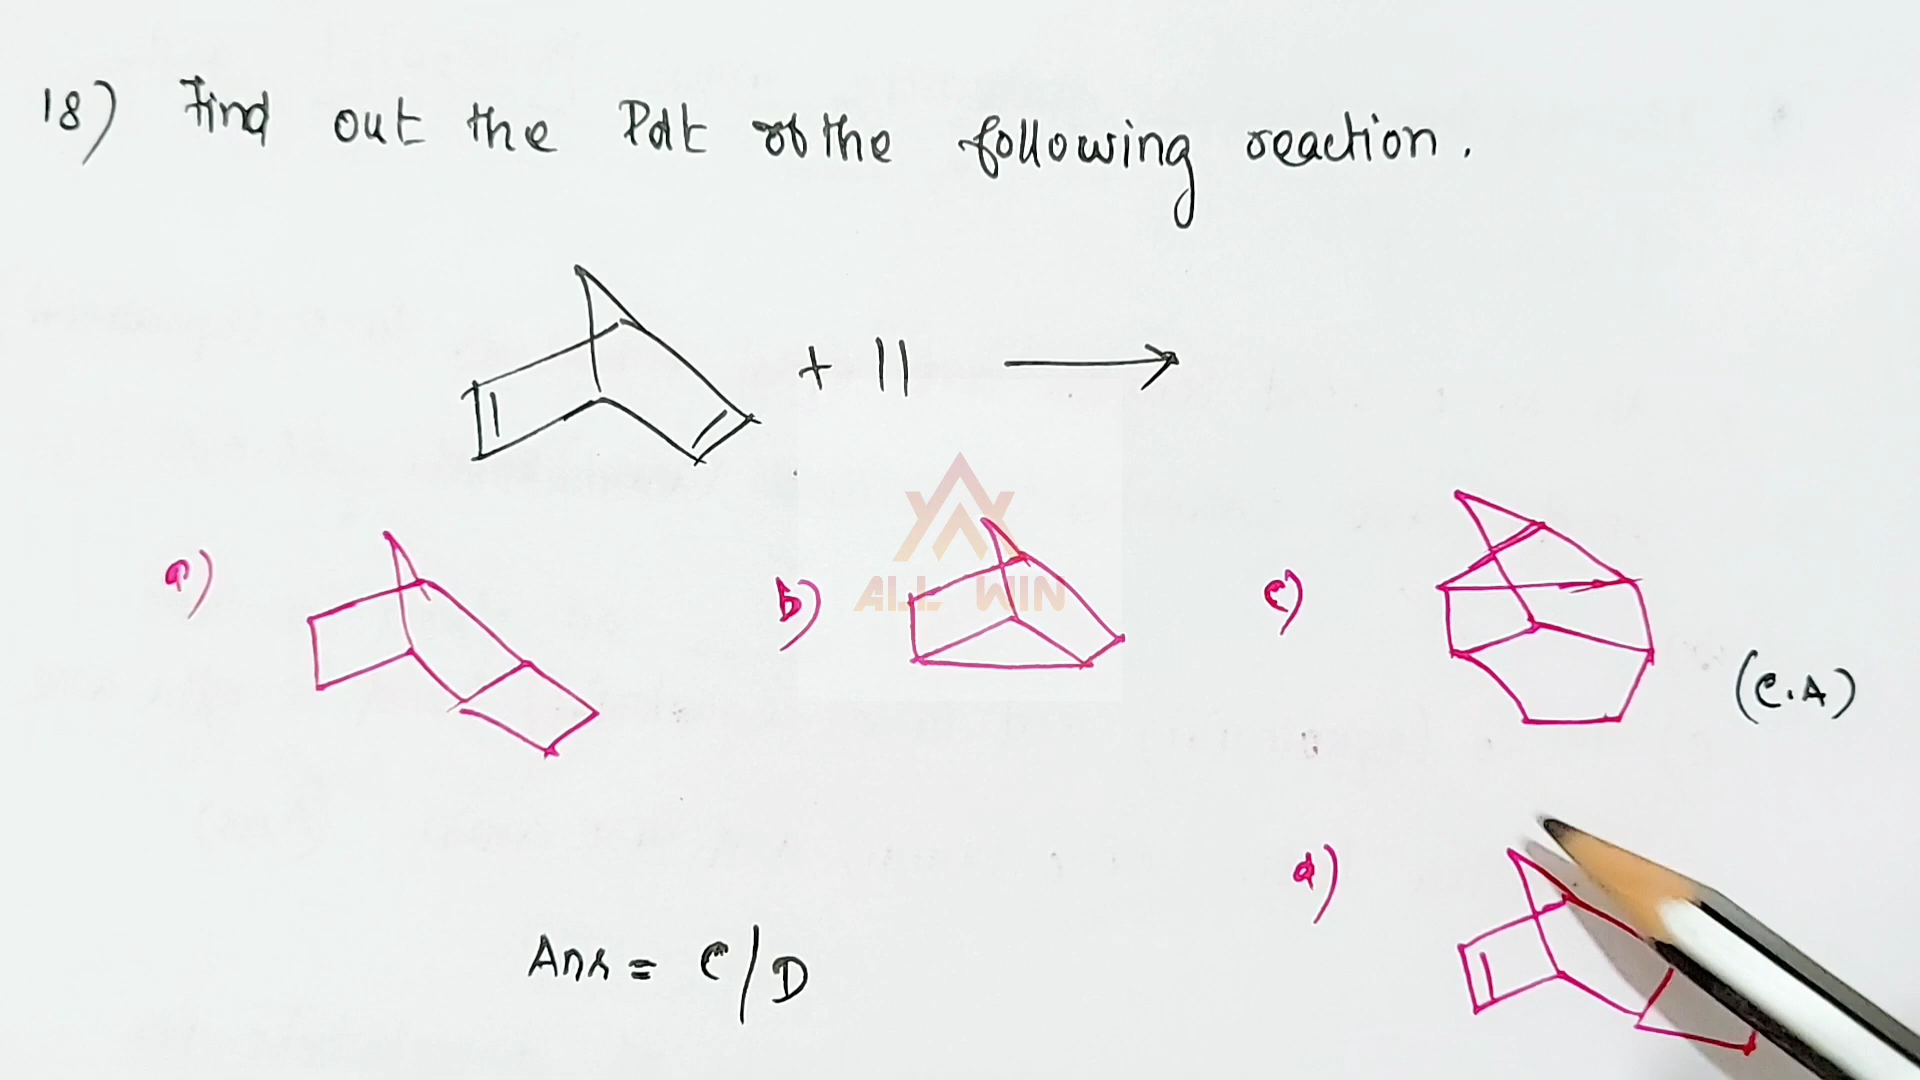 18) Find out the Pdt of the following reaction.
+ ||
a)
b)
ALL WIN
c)
(C.A)
d)
Ans = C/D